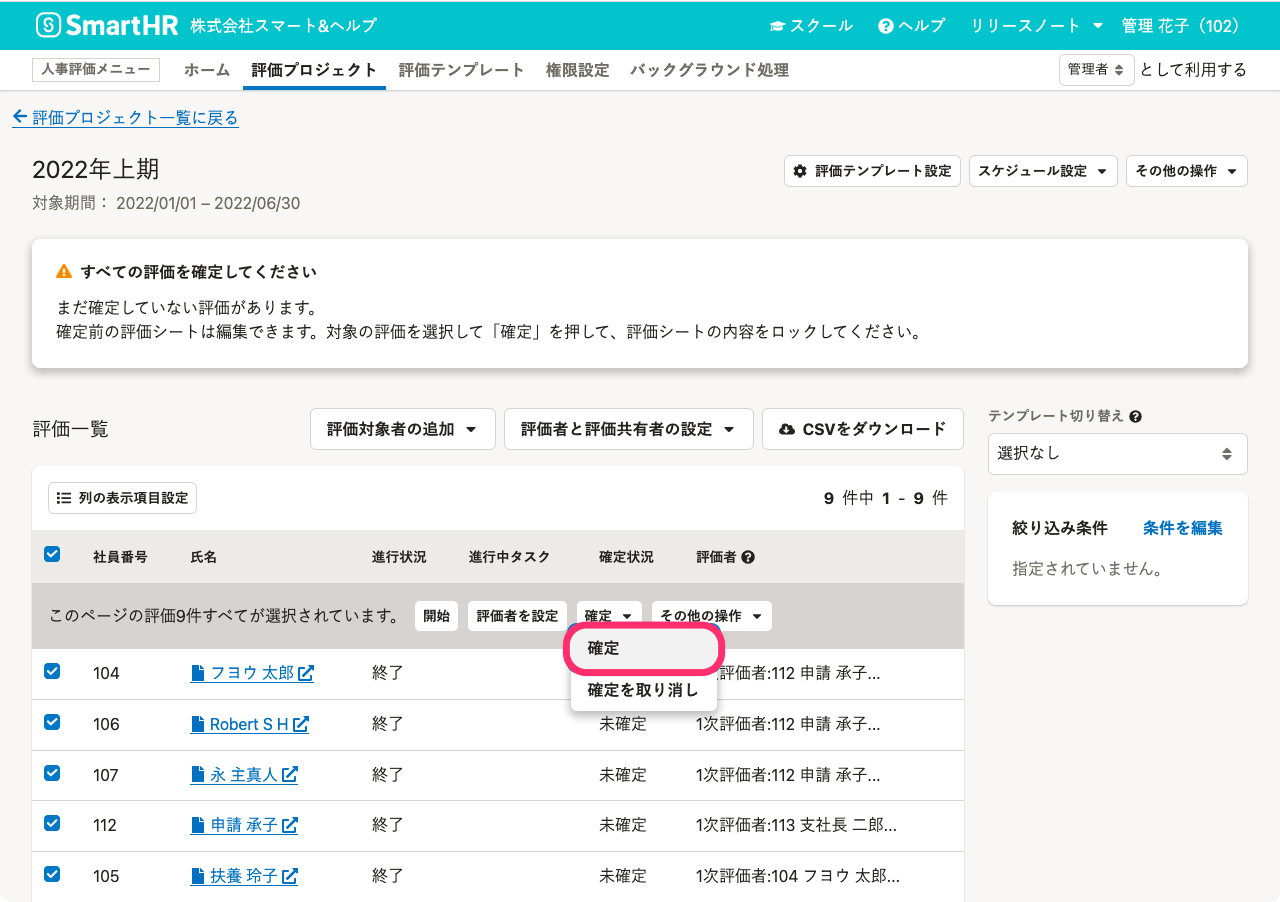 SmartHR 株式会社スマート&ヘルプ スクール ヘルプ リリースノート 管理 花子（102）
人事評価メニュー ホーム 評価プロジェクト 評価テンプレート 権限設定 バックグラウンド処理 管理者 として利用する
評価プロジェクト一覧に戻る
2022年上期 評価テンプレート設定 スケジュール設定 その他の操作
対象期間： 2022/01/01 – 2022/06/30
すべての評価を確定してください
まだ確定していない評価があります。
確定前の評価シートは編集できます。対象の評価を選択して「確定」を押して、評価シートの内容をロックしてください。
評価一覧 評価対象者の追加 評価者と評価共有者の設定 CSVをダウンロード
テンプレート切り替え
選択なし
列の表示項目設定 9 件中 1 - 9 件
絞り込み条件 条件を編集
指定されていません。
社員番号 氏名 進行状況 進行中タスク 確定状況 評価者
このページの評価9件すべてが選択されています。 開始 評価者を設定 確定 その他の操作
確定
確定を取り消し
104 フヨウ 太郎 終了 評価者:112 申請 承子...
106 Robert S H 終了 未確定 1次評価者:112 申請 承子...
107 永 主真人 終了 未確定 1次評価者:112 申請 承子...
112 申請 承子 終了 未確定 1次評価者:113 支社長 二郎...
105 扶養 玲子 終了 未確定 1次評価者:104 フヨウ 太郎...